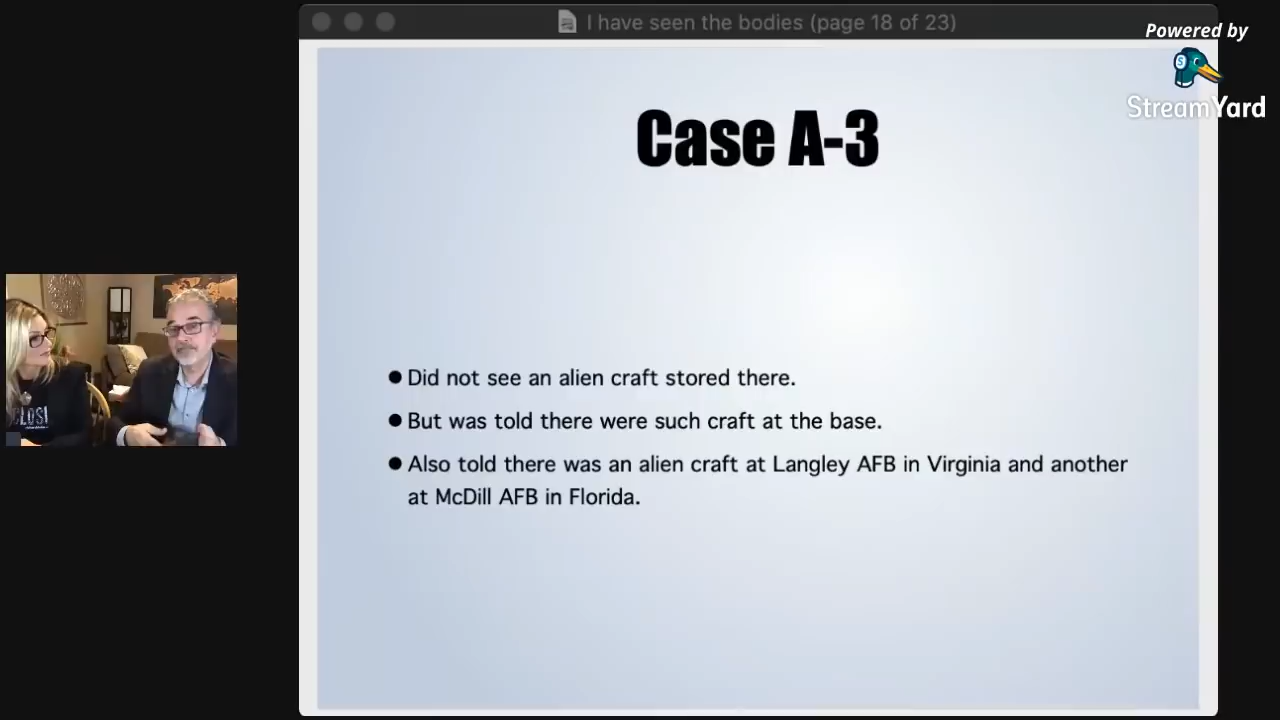 I have seen the bodies (page 18 of 23)
Powered by
StreamYard
Case A-3
● Did not see an alien craft stored there.
● But was told there were such craft at the base.
● Also told there was an alien craft at Langley AFB in Virginia and another
at McDill AFB in Florida.